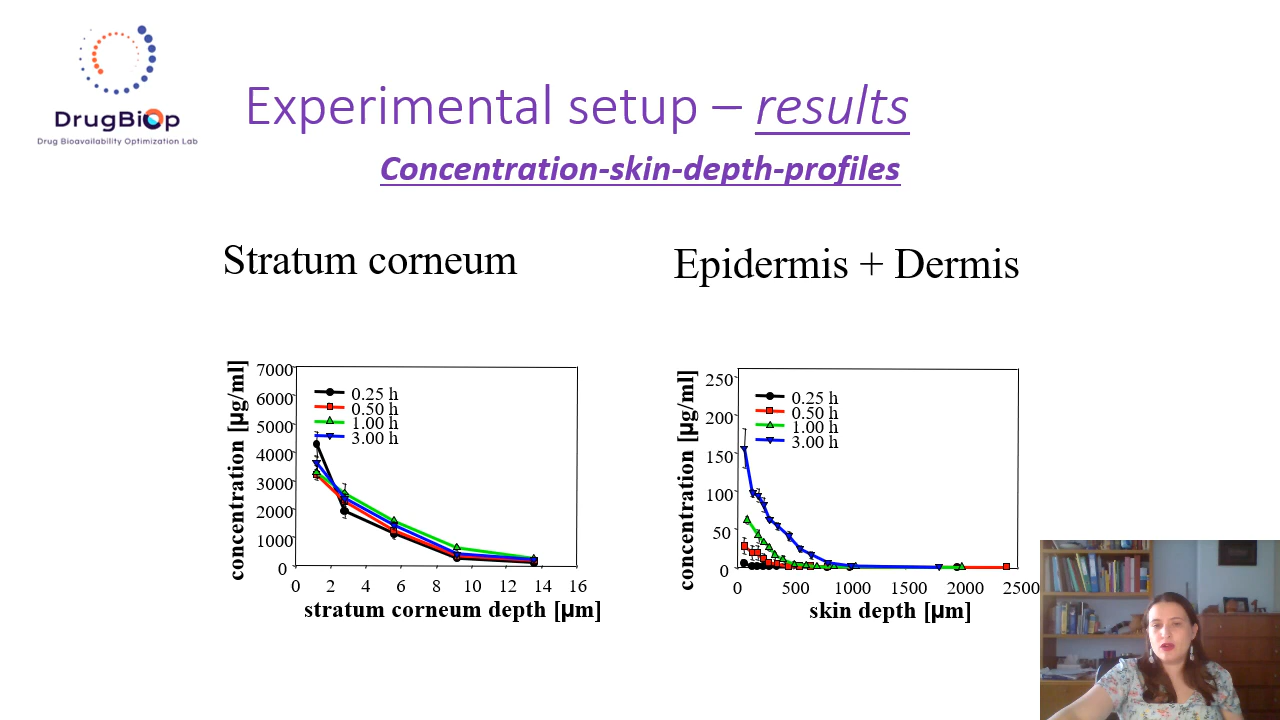 DrugBiOp
Drug Bioavailability Optimization Lab
Experimental setup – results
Concentration-skin-depth-profiles
Stratum corneum
Epidermis + Dermis
concentration [µg/ml]
7000
6000
5000
4000
3000
2000
1000
0
0.25 h
0.50 h
1.00 h
3.00 h
0 2 4 6 8 10 12 14 16
stratum corneum depth [µm]
concentration [µg/ml]
250
200
150
100
50
0
0.25 h
0.50 h
1.00 h
3.00 h
0 500 1000 1500 2000 2500
skin depth [µm]